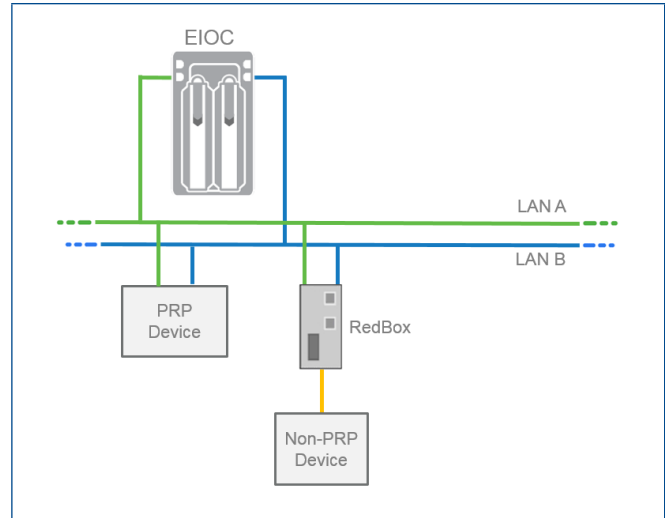 EIOC
LAN A
LAN B
PRP
Device
RedBox
Non-PRP
Device